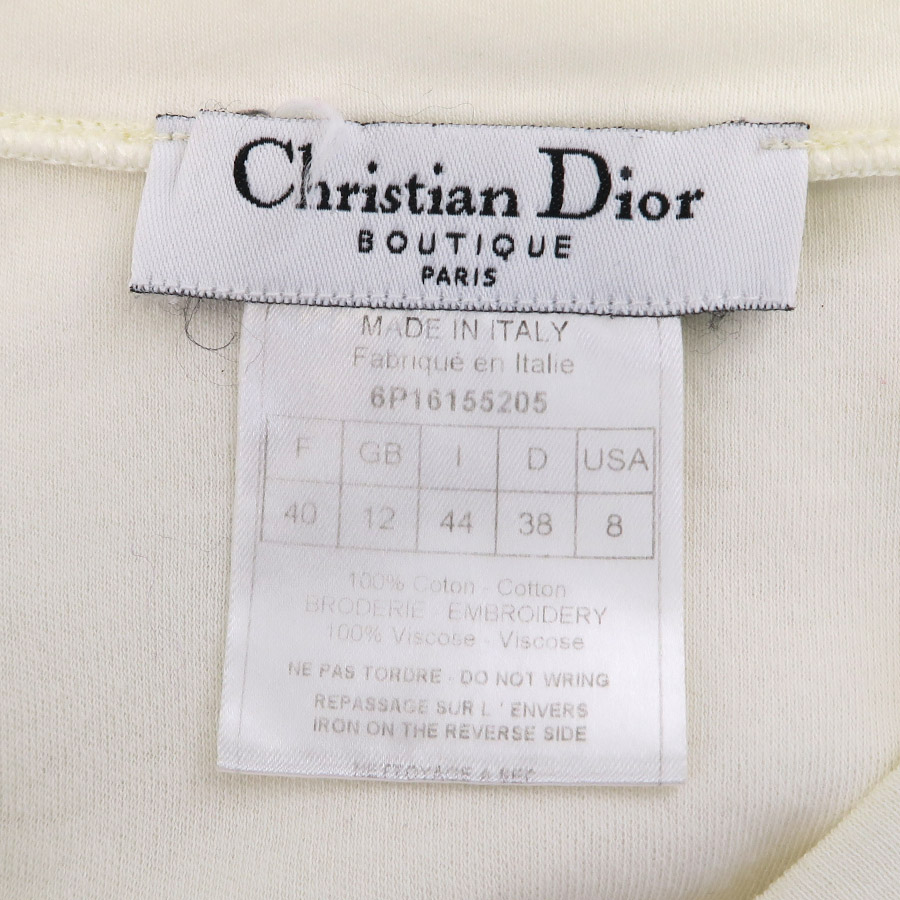 Christian Dior
BOUTIQUE
PARIS
MADE IN ITALY
Fabriqué en Italie
6P16155205
F GB I D USA
40 12 44 38 8
100% Coton - Cotton
BRODERIE - EMBROIDERY
100% Viscose - Viscose
NE PAS TORDRE - DO NOT WRING
REPASSAGE SUR L ' ENVERS
IRON ON THE REVERSE SIDE
NETTOYAGE A SEC